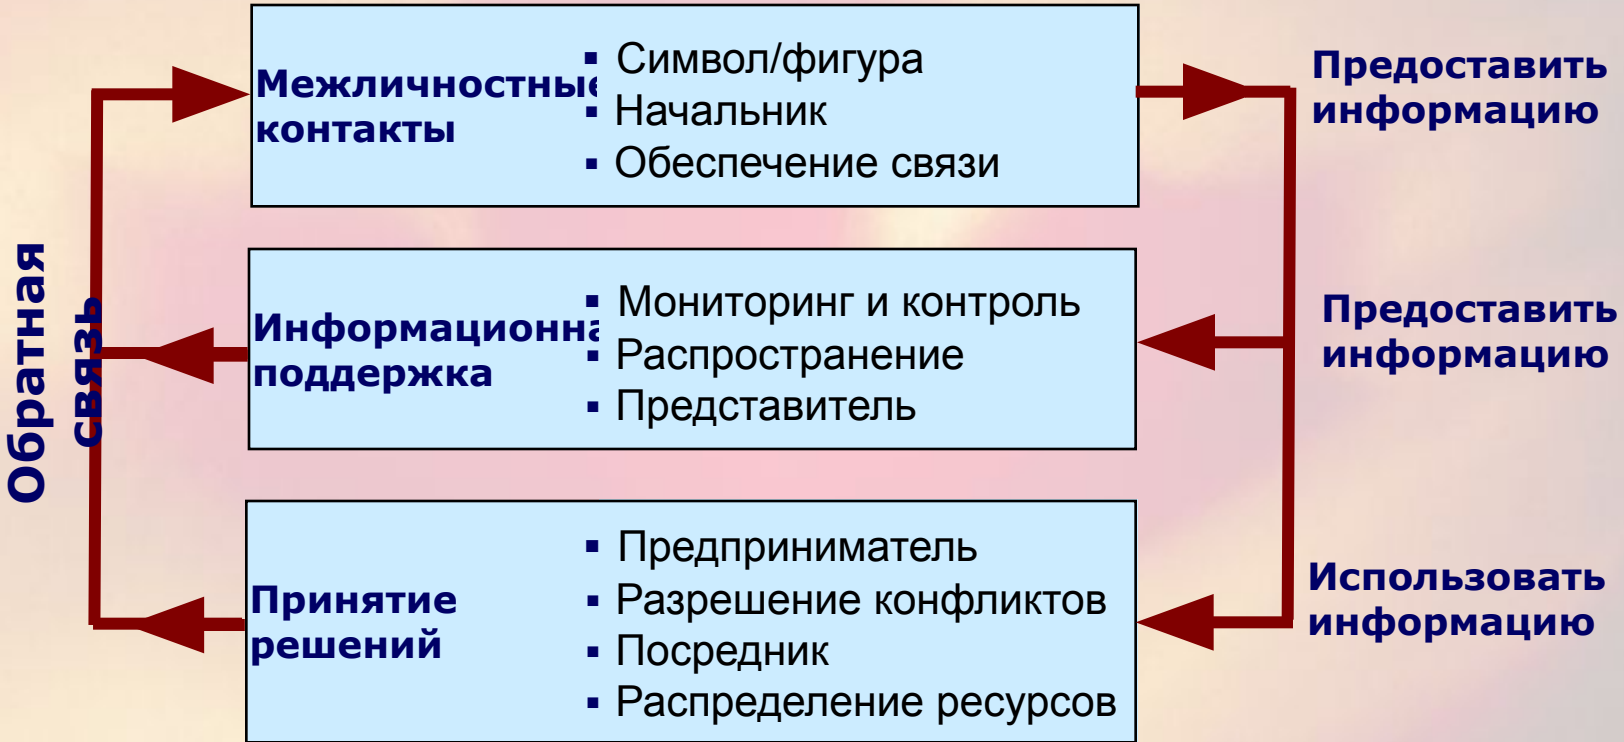 Обратная
связь
Межличностные
контакты
▪ Символ/фигура
▪ Начальник
▪ Обеспечение связи
Предоставить
информацию
Информационна
поддержка
▪ Мониторинг и контроль
▪ Распространение
▪ Представитель
Предоставить
информацию
Принятие
решений
▪ Предприниматель
▪ Разрешение конфликтов
▪ Посредник
▪ Распределение ресурсов
Использовать
информацию